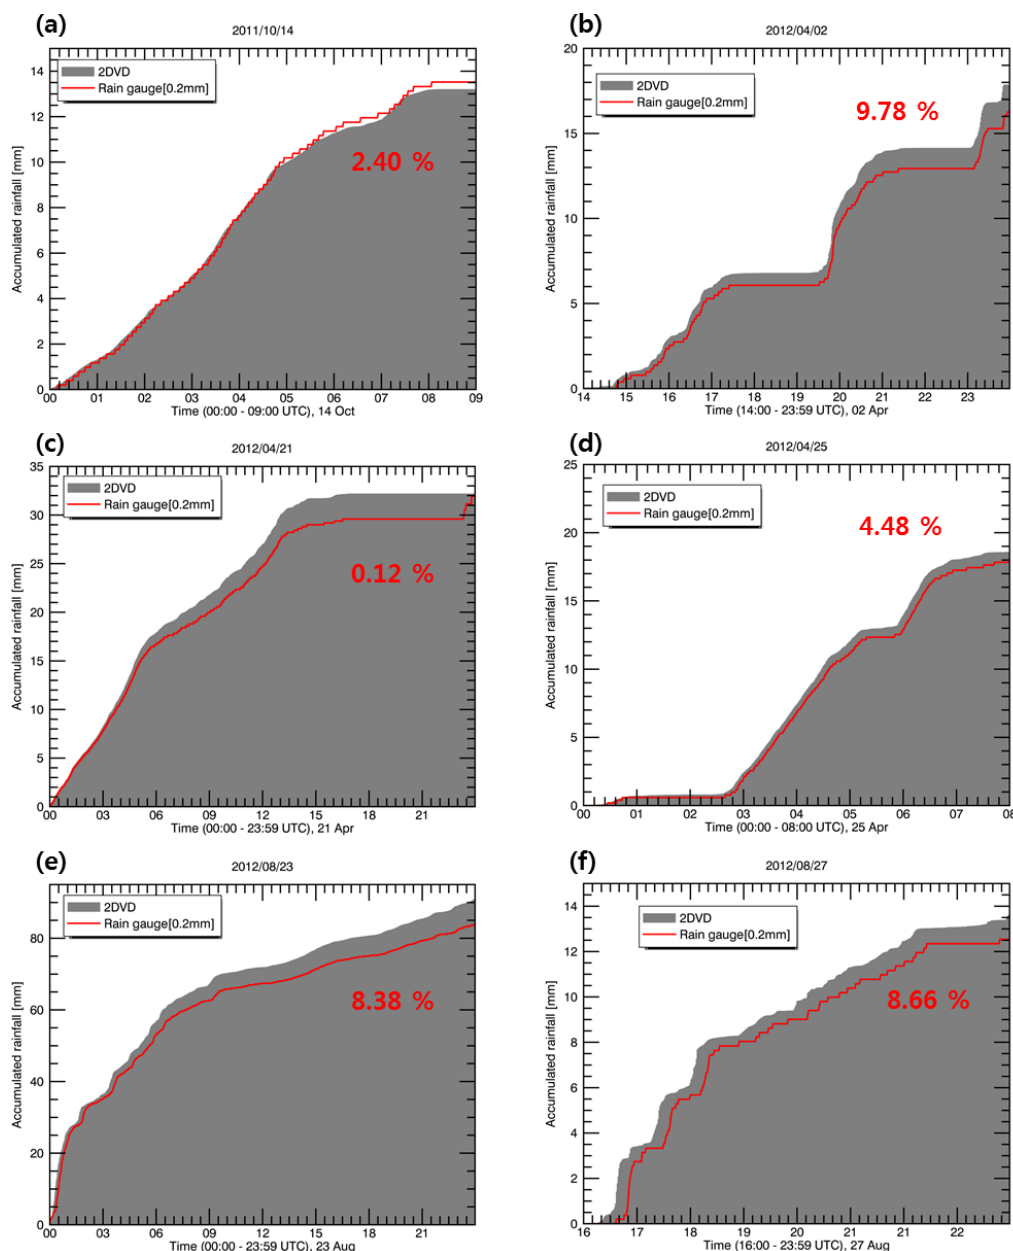 (a)
2011/10/14
2DVD
Rain gauge[0.2mm]
2.40 %
Accumulated rainfall [mm]
14
12
10
8
6
4
2
0
00 01 02 03 04 05 06 07 08 09
Time (00:00 - 09:00 UTC), 14 Oct
(b)
2012/04/02
2DVD
Rain gauge[0.2mm]
9.78 %
Accumulated rainfall [mm]
20
15
10
5
0
14 15 16 17 18 19 20 21 22 23
Time (14:00 - 23:59 UTC), 02 Apr
(c)
2012/04/21
2DVD
Rain gauge[0.2mm]
0.12 %
Accumulated rainfall [mm]
35
30
25
20
15
10
5
0
00 03 06 09 12 15 18 21
Time (00:00 - 23:59 UTC), 21 Apr
(d)
2012/04/25
2DVD
Rain gauge[0.2mm]
4.48 %
Accumulated rainfall [mm]
25
20
15
10
5
0
00 01 02 03 04 05 06 07 08
Time (00:00 - 08:00 UTC), 25 Apr
(e)
2012/08/23
2DVD
Rain gauge[0.2mm]
8.38 %
Accumulated rainfall [mm]
80
60
40
20
0
00 03 06 09 12 15 18 21
Time (00:00 - 23:59 UTC), 23 Aug
(f)
2012/08/27
2DVD
Rain gauge[0.2mm]
8.66 %
Accumulated rainfall [mm]
14
12
10
8
6
4
2
0
16 17 18 19 20 21 22
Time (16:00 - 23:59 UTC), 27 Aug